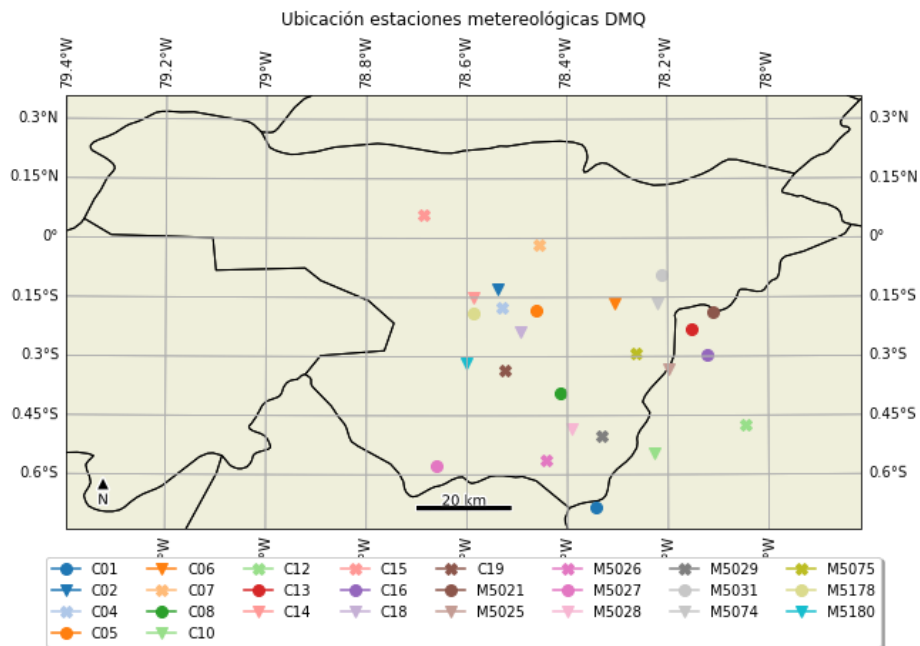 Ubicación estaciones metereológicas DMQ
79.4°W 79.2°W 79°W 78.8°W 78.6°W 78.4°W 78.2°W 78°W
0.3°N 0.3°N
0.15°N 0.15°N
0° 0°
0.15°S 0.15°S
0.3°S 0.3°S
0.45°S 0.45°S
0.6°S 0.6°S
N 20 km
°W °W °W °W °W °W °W
C01 C06 C12 C15 C19 M5026 M5029 M5075
C02 C07 C13 C16 M5021 M5027 M5031 M5178
C04 C08 C14 C18 M5025 M5028 M5074 M5180
C05 C10